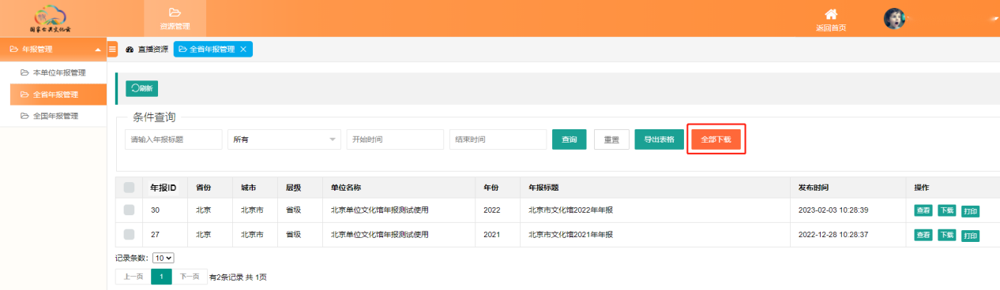 国家公共文化云
资源管理
返回首页
年报管理
直播资源
全省年报管理
本单位年报管理
全省年报管理
全国年报管理
刷新
条件查询
请输入年报标题 所有 开始时间 结束时间 查询 重置 导出表格 全部下载
年报ID 省份 城市 层级 单位名称 年份 年报标题 发布时间 操作
30 北京 北京市 省级 北京单位文化馆年报测试使用 2022 北京市文化馆2022年年报 2023-02-03 10:28:39 查看 下载 打印
27 北京 北京市 省级 北京单位文化馆年报测试使用 2021 北京市文化馆2021年年报 2022-12-28 10:28:37 查看 下载 打印
记录条数: 10
上一页 1 下一页 有2条记录 共 1页